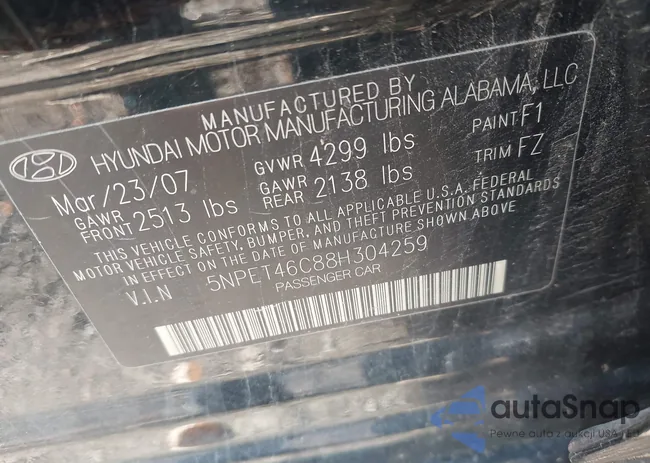 MANUFACTURED BY
HYUNDAI MOTOR MANUFACTURING ALABAMA, LLC
Mar/23/07 GVWR 4299 lbs PAINT F1
GAWR FRONT 2513 lbs GAWR REAR 2138 lbs TRIM FZ
THIS VEHICLE CONFORMS TO ALL APPLICABLE U.S.A. FEDERAL
MOTOR VEHICLE SAFETY, BUMPER, AND THEFT PREVENTION STANDARDS
IN EFFECT ON THE DATE OF MANUFACTURE SHOWN ABOVE
V.I.N 5NPET46C88H304259
PASSENGER CAR
autaSnap
Pewne auta z aukcji USA i EU